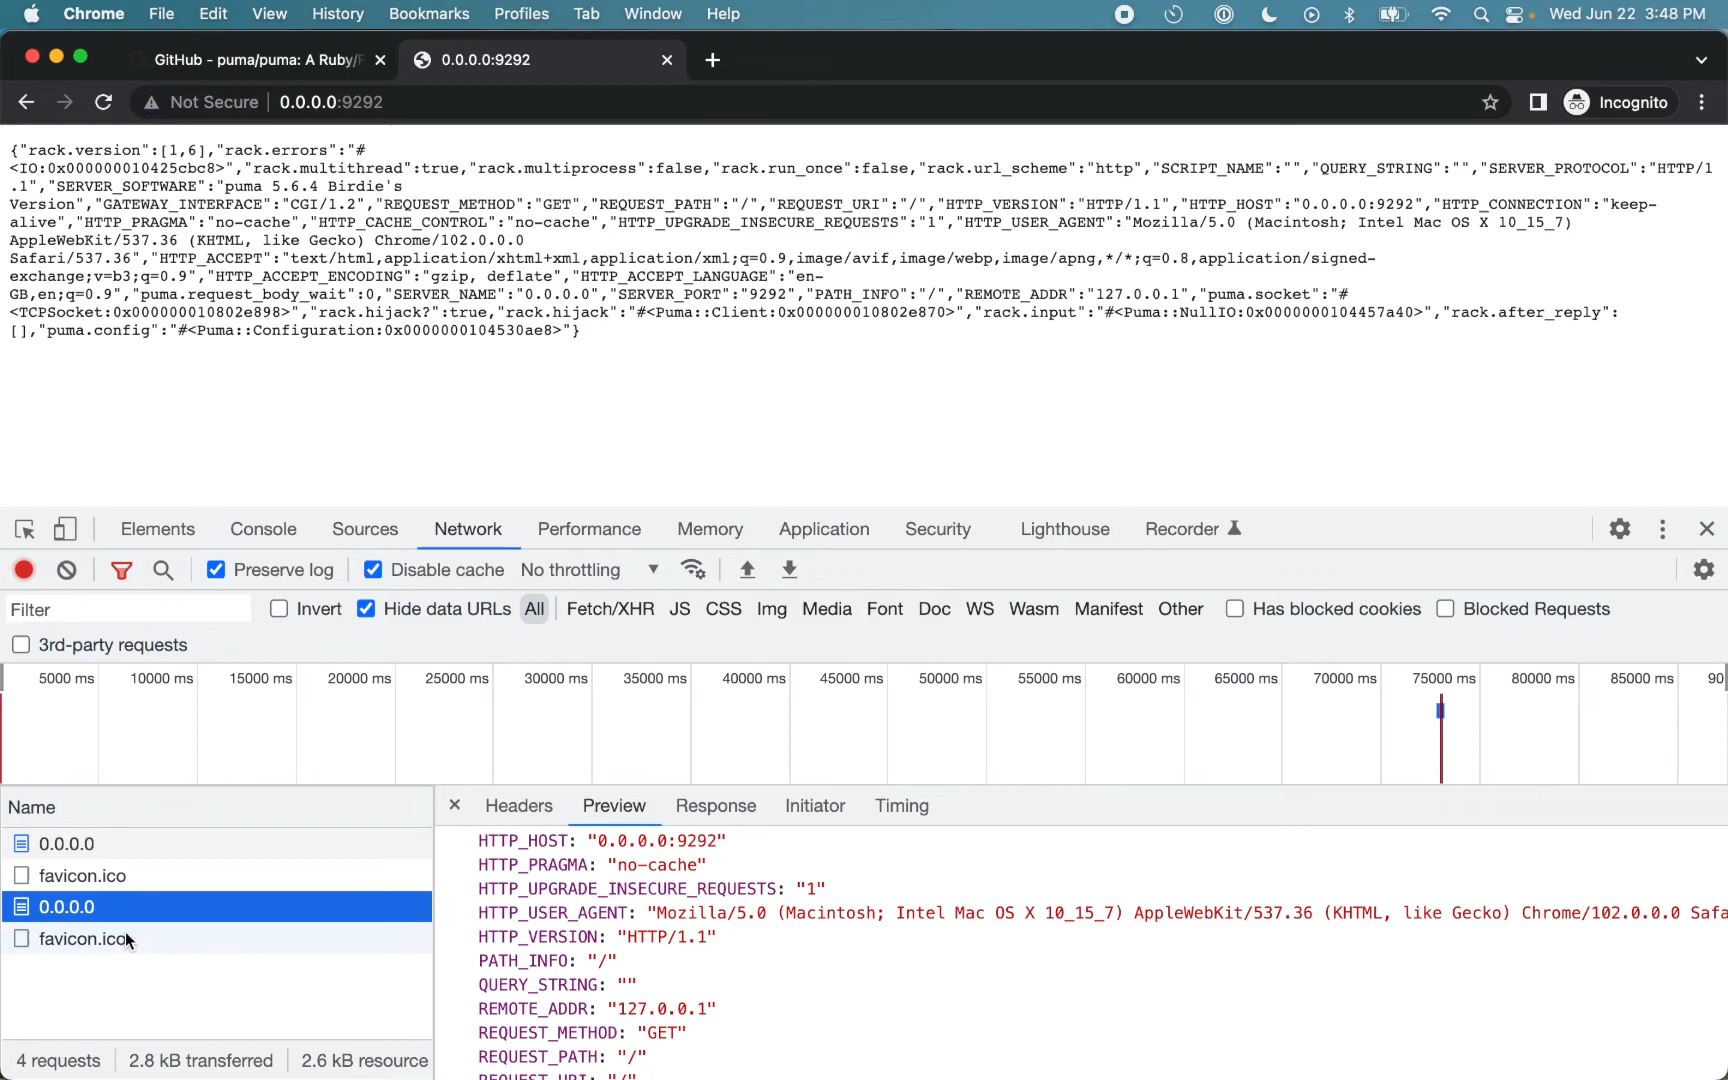 Chrome File Edit View History Bookmarks Profiles Tab Window Help Wed Jun 22 3:48 PM
GitHub - puma/puma: A Ruby/ 0.0.0.0:9292
Not Secure 0.0.0.0:9292 Incognito
{"rack.version":[1,6],"rack.errors":"#
<IO:0x000000010425cbc8>","rack.multithread":true,"rack.multiprocess":false,"rack.run_once":false,"rack.url_scheme":"http","SCRIPT_NAME":"","QUERY_STRING":"","SERVER_PROTOCOL":"HTTP/1
.1","SERVER_SOFTWARE":"puma 5.6.4 Birdie's
Version","GATEWAY_INTERFACE":"CGI/1.2","REQUEST_METHOD":"GET","REQUEST_PATH":"/","REQUEST_URI":"/","HTTP_VERSION":"HTTP/1.1","HTTP_HOST":"0.0.0.0:9292","HTTP_CONNECTION":"keep-
alive","HTTP_PRAGMA":"no-cache","HTTP_CACHE_CONTROL":"no-cache","HTTP_UPGRADE_INSECURE_REQUESTS":"1","HTTP_USER_AGENT":"Mozilla/5.0 (Macintosh; Intel Mac OS X 10_15_7)
AppleWebKit/537.36 (KHTML, like Gecko) Chrome/102.0.0.0
Safari/537.36","HTTP_ACCEPT":"text/html,application/xhtml+xml,application/xml;q=0.9,image/avif,image/webp,image/apng,*/*;q=0.8,application/signed-
exchange;v=b3;q=0.9","HTTP_ACCEPT_ENCODING":"gzip, deflate","HTTP_ACCEPT_LANGUAGE":"en-
GB,en;q=0.9","puma.request_body_wait":0,"SERVER_NAME":"0.0.0.0","SERVER_PORT":"9292","PATH_INFO":"/","REMOTE_ADDR":"127.0.0.1","puma.socket":"#
<TCPSocket:0x000000010802e898>","rack.hijack?":true,"rack.hijack":"#<Puma::Client:0x000000010802e870>","rack.input":"#<Puma::NullIO:0x0000000104457a40>","rack.after_reply":
[],"puma.config":"#<Puma::Configuration:0x0000000104530ae8>"}
Elements Console Sources Network Performance Memory Application Security Lighthouse Recorder
Preserve log Disable cache No throttling
Filter Invert Hide data URLs All Fetch/XHR JS CSS Img Media Font Doc WS Wasm Manifest Other Has blocked cookies Blocked Requests
3rd-party requests
5000 ms 10000 ms 15000 ms 20000 ms 25000 ms 30000 ms 35000 ms 40000 ms 45000 ms 50000 ms 55000 ms 60000 ms 65000 ms 70000 ms 75000 ms 80000 ms 85000 ms 90
Name
0.0.0.0
favicon.ico
0.0.0.0
favicon.ico
4 requests 2.8 kB transferred 2.6 kB resource
Headers Preview Response Initiator Timing
HTTP_HOST: "0.0.0.0:9292"
HTTP_PRAGMA: "no-cache"
HTTP_UPGRADE_INSECURE_REQUESTS: "1"
HTTP_USER_AGENT: "Mozilla/5.0 (Macintosh; Intel Mac OS X 10_15_7) AppleWebKit/537.36 (KHTML, like Gecko) Chrome/102.0.0.0 Safa
HTTP_VERSION: "HTTP/1.1"
PATH_INFO: "/"
QUERY_STRING: ""
REMOTE_ADDR: "127.0.0.1"
REQUEST_METHOD: "GET"
REQUEST_PATH: "/"
REQUEST_URI: "/"